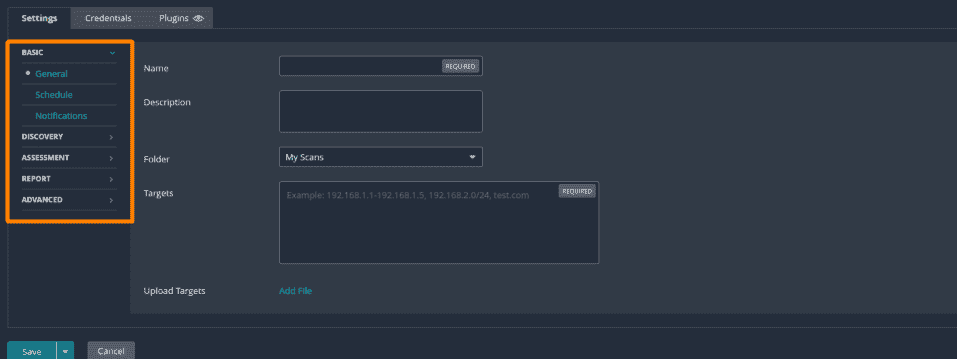 Settings Credentials Plugins
BASIC
General
Schedule
Notifications
DISCOVERY
ASSESSMENT
REPORT
ADVANCED
Name
REQUIRED
Description
Folder
My Scans
Targets
Example: 192.168.1.1-192.168.1.5, 192.168.2.0/24, test.com
REQUIRED
Upload Targets
Add File
Save
Cancel